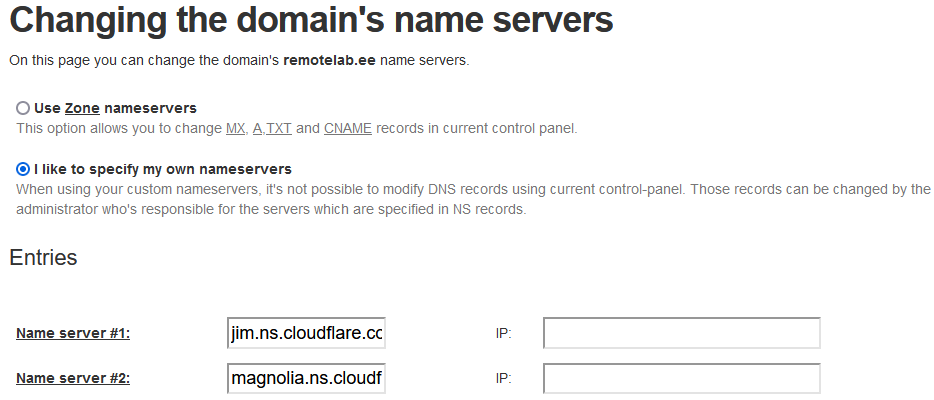 Changing the domain's name servers
On this page you can change the domain's remotelab.ee name servers.
Use Zone nameservers
This option allows you to change MX, A,TXT and CNAME records in current control panel.
I like to specify my own nameservers
When using your custom nameservers, it's not possible to modify DNS records using current control-panel. Those records can be changed by the
administrator who's responsible for the servers which are specified in NS records.
Entries
Name server #1: jim.ns.cloudflare.cc IP:
Name server #2: magnolia.ns.cloudf IP: